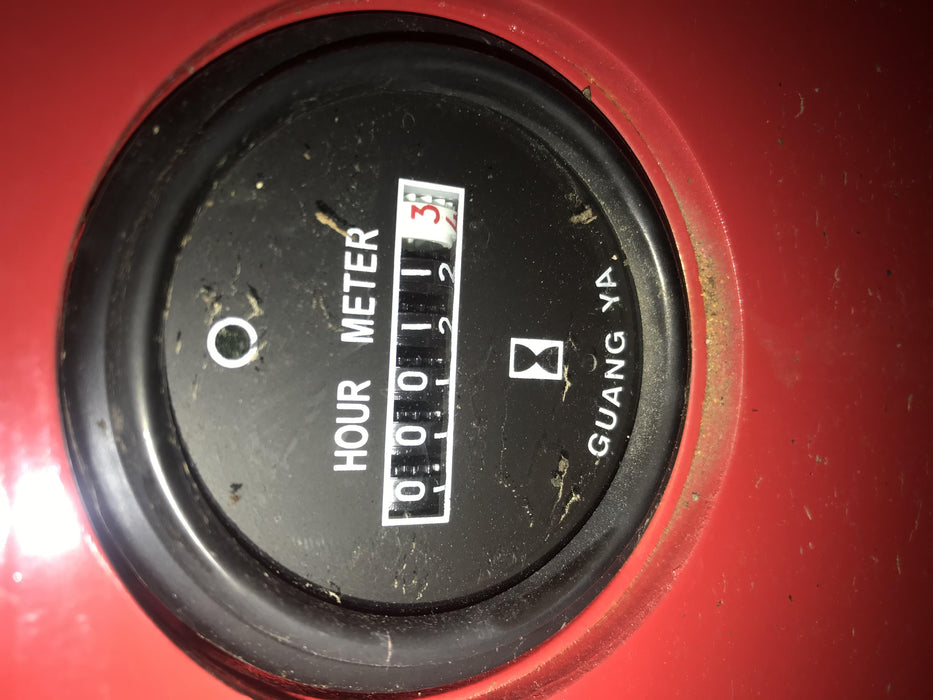 HOUR METER
000113
GUANG YA